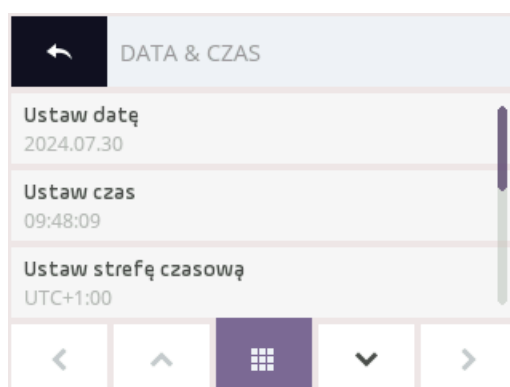 DATA & CZAS
Ustaw datę
2024.07.30
Ustaw czas
09:48:09
Ustaw strefę czasową
UTC+1:00